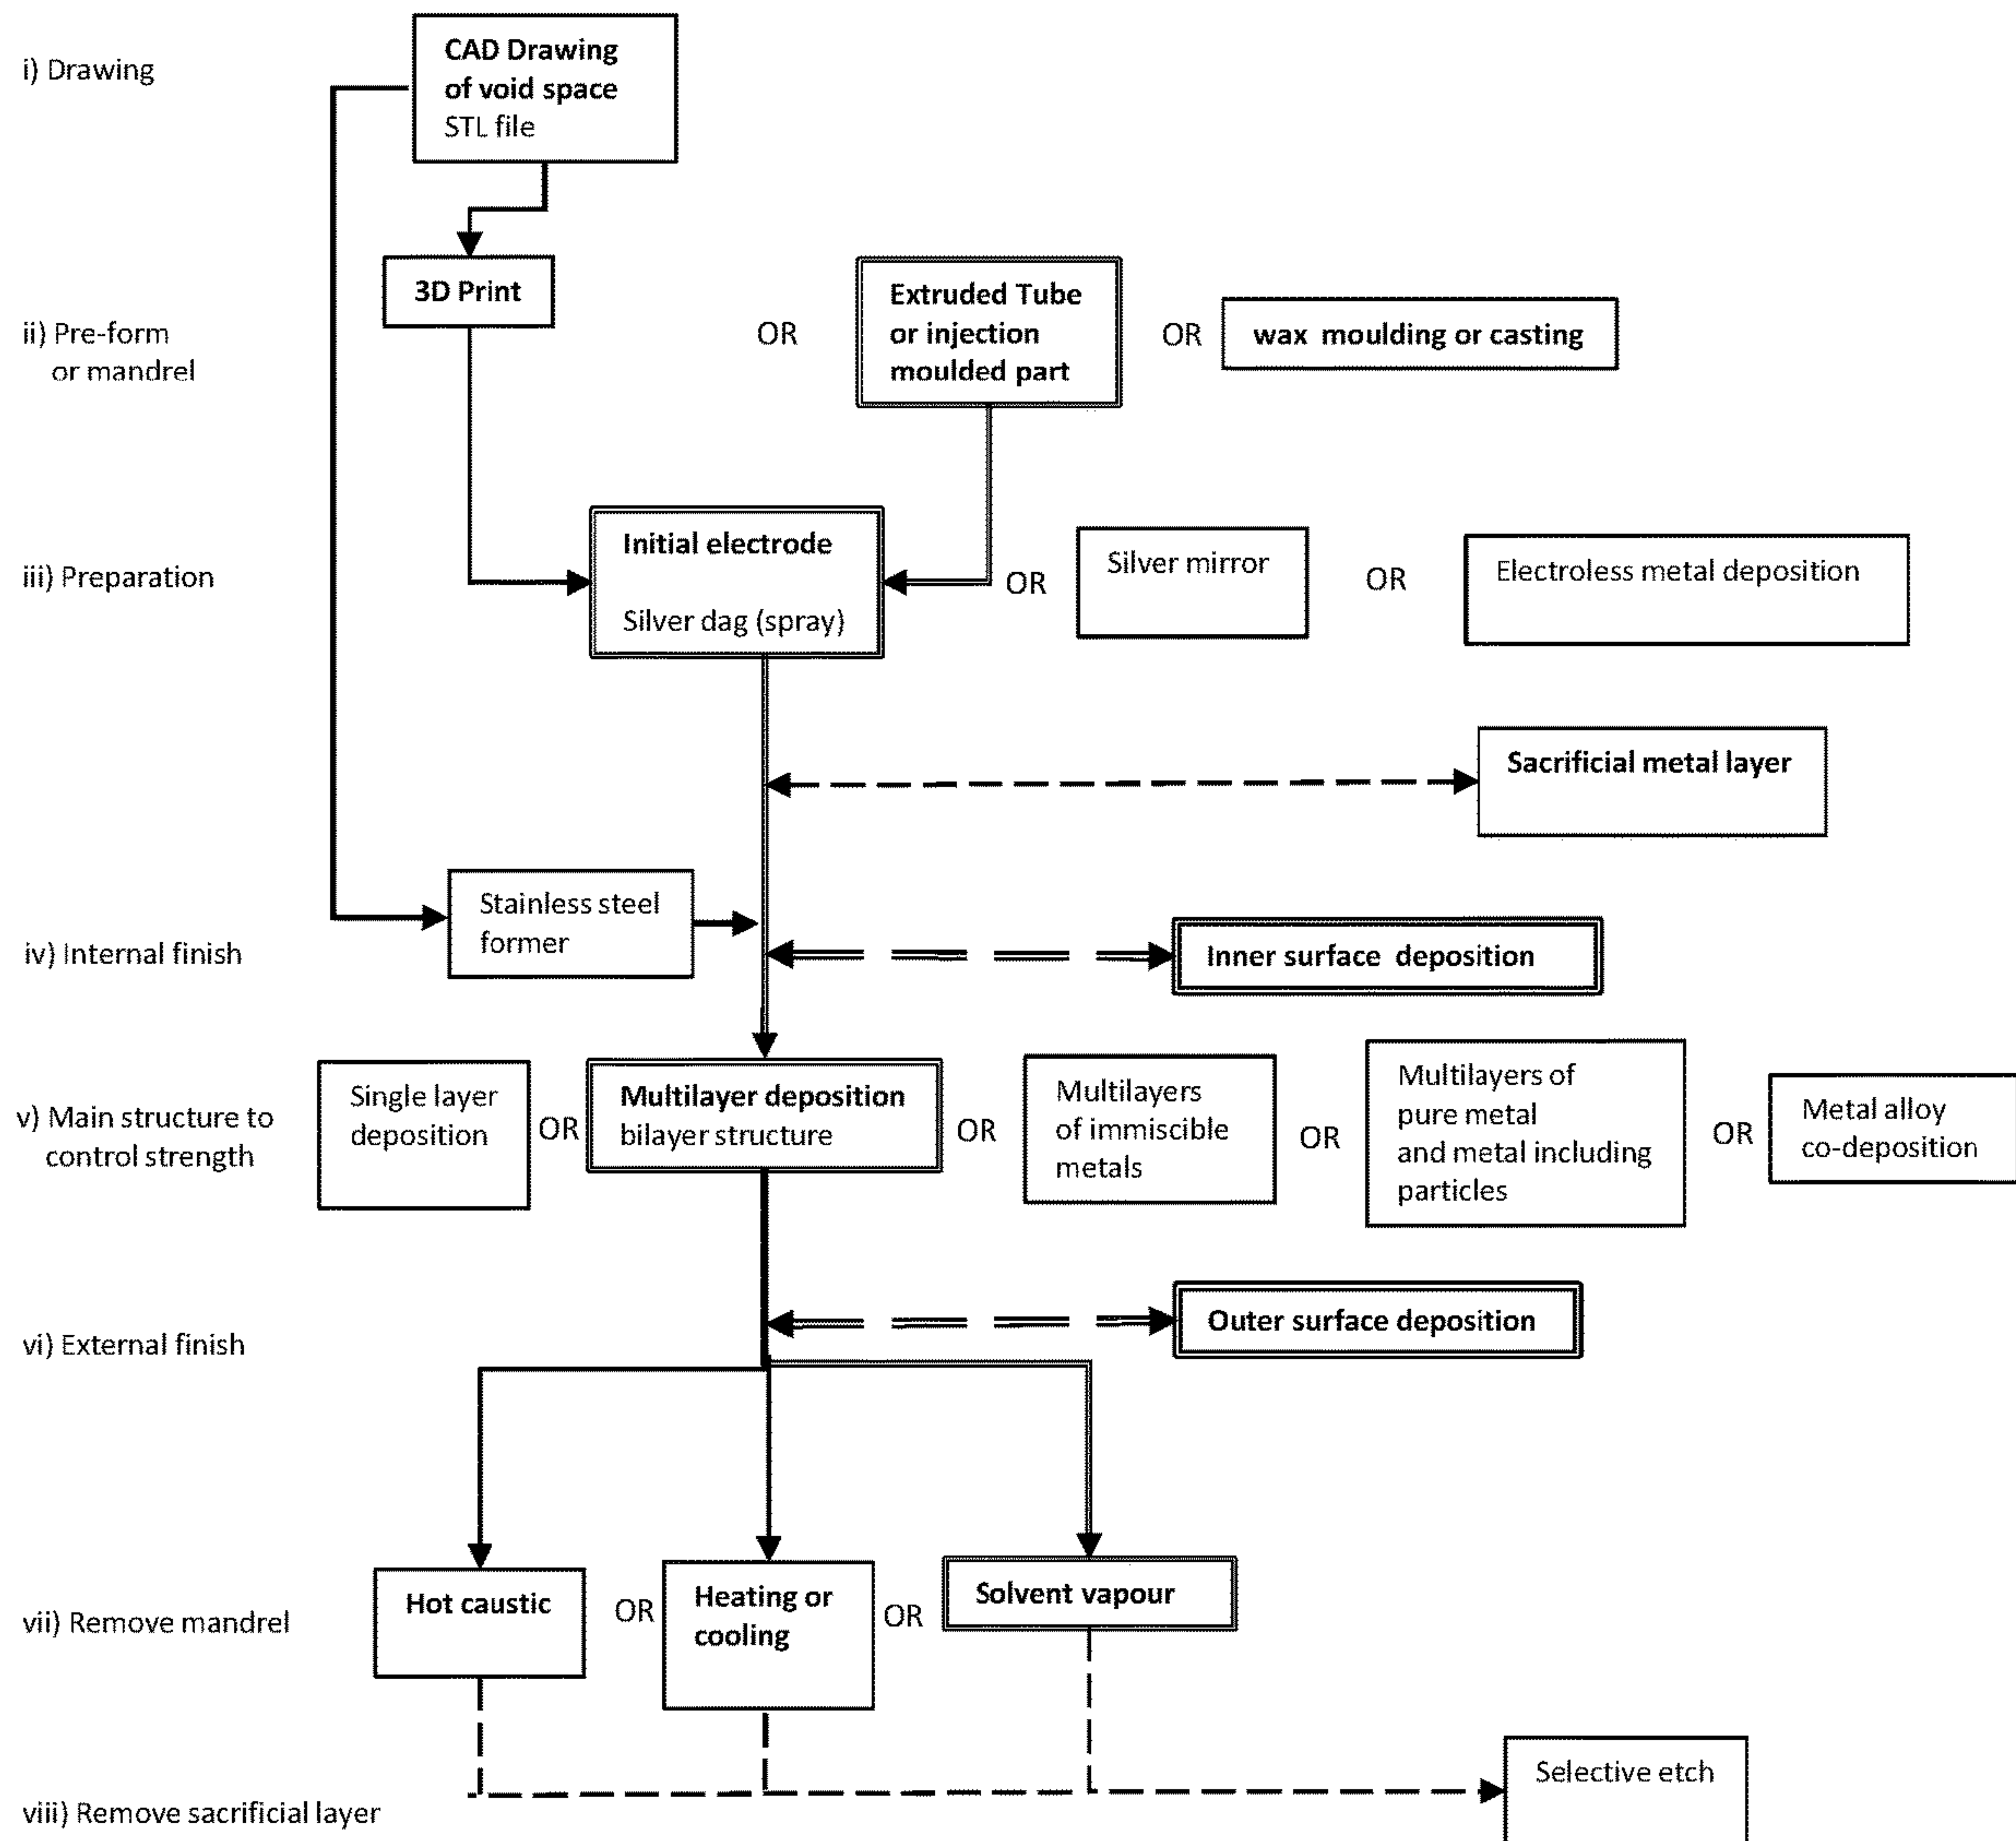 i) Drawing
CAD Drawing
of void space
STL file
3D Print
ii) Pre-form
or mandrel
OR
Extruded Tube
or injection
moulded part
OR
wax moulding or casting
iii) Preparation
Initial electrode
Silver dag (spray)
OR
Silver mirror
OR
Electroless metal deposition
Sacrificial metal layer
Stainless steel
former
iv) Internal finish
Inner surface deposition
v) Main structure to
control strength
Single layer
deposition
OR
Multilayer deposition
bilayer structure
OR
Multilayers
of immiscible
metals
OR
Multilayers of
pure metal
and metal including
particles
OR
Metal alloy
co-deposition
vi) External finish
Outer surface deposition
vii) Remove mandrel
Hot caustic
OR
Heating or
cooling
OR
Solvent vapour
viii) Remove sacrificial layer
Selective etch